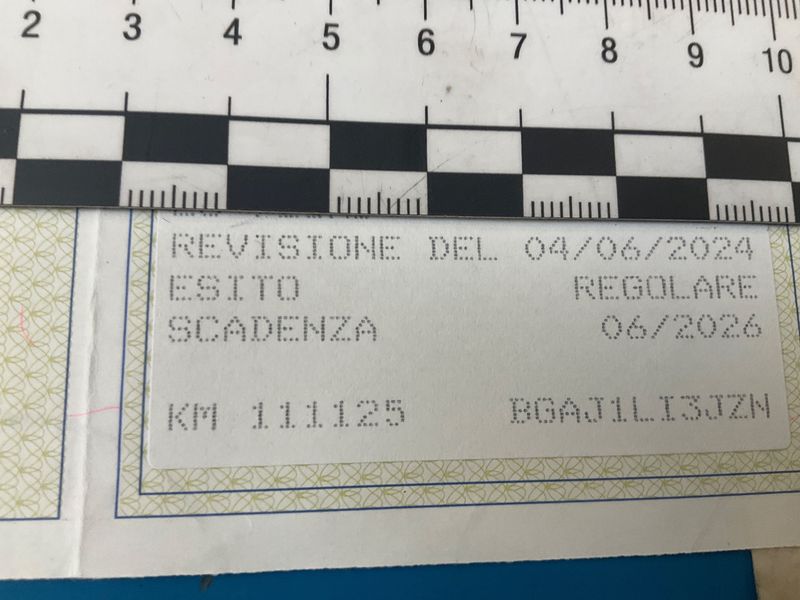 2 3 4 5 6 7 8 9 10
REVISIONE DEL 04/06/2024
ESITO REGOLARE
SCADENZA 06/2026
KM 111125 BGAJ1LI3JZN